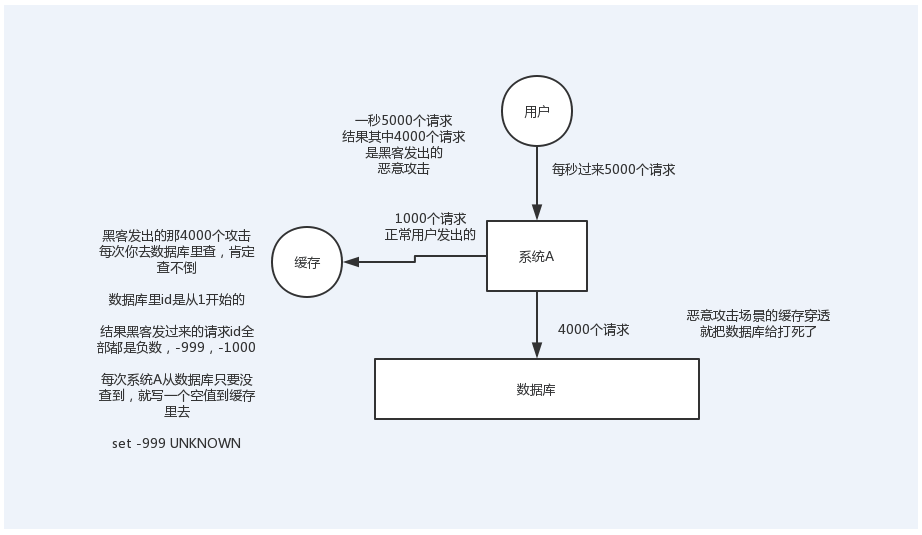 用户
一秒5000个请求
结果其中4000个请求
是黑客发出的
恶意攻击
每秒过来5000个请求
1000个请求
正常用户发出的
缓存
系统A
黑客发出的那4000个攻击
每次你去数据库里查，肯定
查不倒
数据库里id是从1开始的
结果黑客发过来的请求id全
部都是负数，-999，-1000
每次系统A从数据库只要没
查到，就写一个空值到缓存
里去
set -999 UNKNOWN
4000个请求
恶意攻击场景的缓存穿透
就把数据库给打死了
数据库